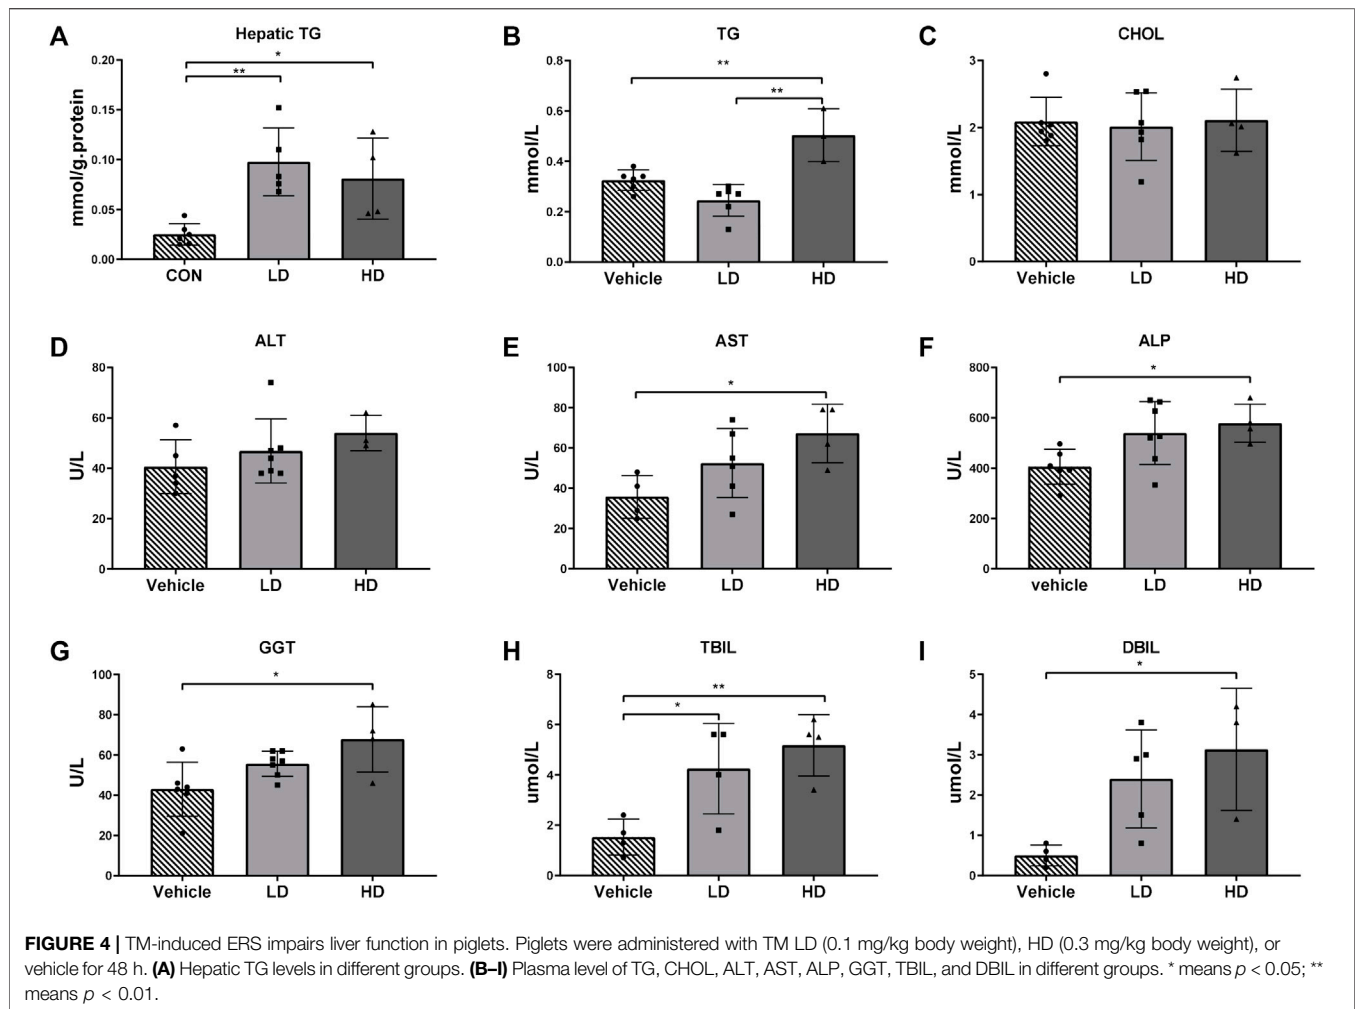 A
Hepatic TG
mmol/g.protein
0.20
0.15
0.10
0.05
0.00
*
**
CON LD HD
B
TG
mmol/L
0.8
0.6
0.4
0.2
0.0
**
**
Vehicle LD HD
C
CHOL
mmol/L
3
2
1
0
Vehicle LD HD
D
ALT
U/L
80
60
40
20
0
Vehicle LD HD
E
AST
U/L
100
80
60
40
20
0
*
Vehicle LD HD
F
ALP
U/L
800
600
400
200
0
*
vehicle LD HD
G
GGT
U/L
100
80
60
40
20
0
*
Vehicle LD HD
H
TBIL
umol/L
8
6
4
2
0
**
*
Vehicle LD HD
I
DBIL
umol/L
5
4
3
2
1
0
*
Vehicle LD HD
FIGURE 4 | TM-induced ERS impairs liver function in piglets. Piglets were administered with TM LD (0.1 mg/kg body weight), HD (0.3 mg/kg body weight), or
vehicle for 48 h. (A) Hepatic TG levels in different groups. (B–I) Plasma level of TG, CHOL, ALT, AST, ALP, GGT, TBIL, and DBIL in different groups. * means p < 0.05; **
means p < 0.01.